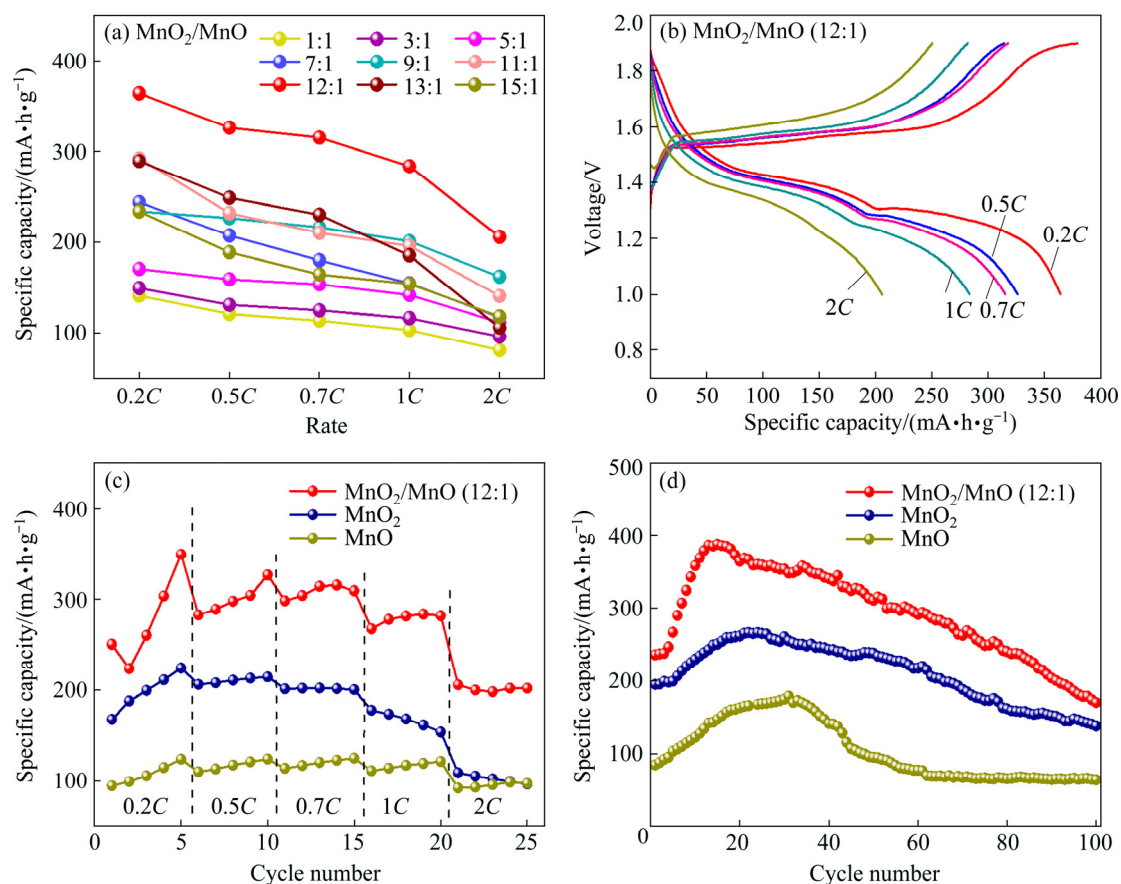 (a) MnO₂/MnO
1:1 3:1 5:1
7:1 9:1 11:1
12:1 13:1 15:1
Specific capacity/(mA•h•g⁻¹)
400
300
200
100
0.2C 0.5C 0.7C 1C 2C
Rate
(b) MnO₂/MnO (12:1)
Voltage/V
2.0
1.8
1.6
1.4
1.2
1.0
0.8
0.5C
0.2C
2C 1C 0.7C
0 50 100 150 200 250 300 350 400
Specific capacity/(mA•h•g⁻¹)
(c)
MnO₂/MnO (12:1)
MnO₂
MnO
Specific capacity/(mA•h•g⁻¹)
400
300
200
100
0.2C 0.5C 0.7C 1C 2C
0 5 10 15 20 25
Cycle number
(d)
MnO₂/MnO (12:1)
MnO₂
MnO
Specific capacity/(mA•h•g⁻¹)
500
400
300
200
100
0
0 20 40 60 80 100
Cycle number